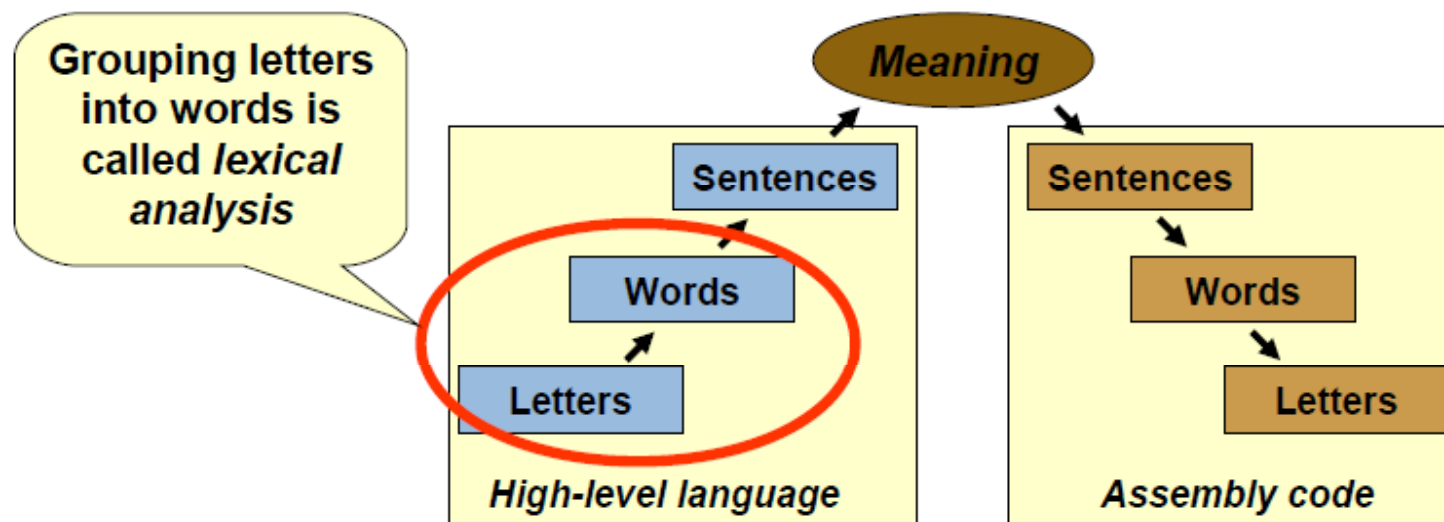 Grouping letters
into words is
called lexical
analysis
Meaning
Sentences
Words
Letters
High-level language
Sentences
Words
Letters
Assembly code